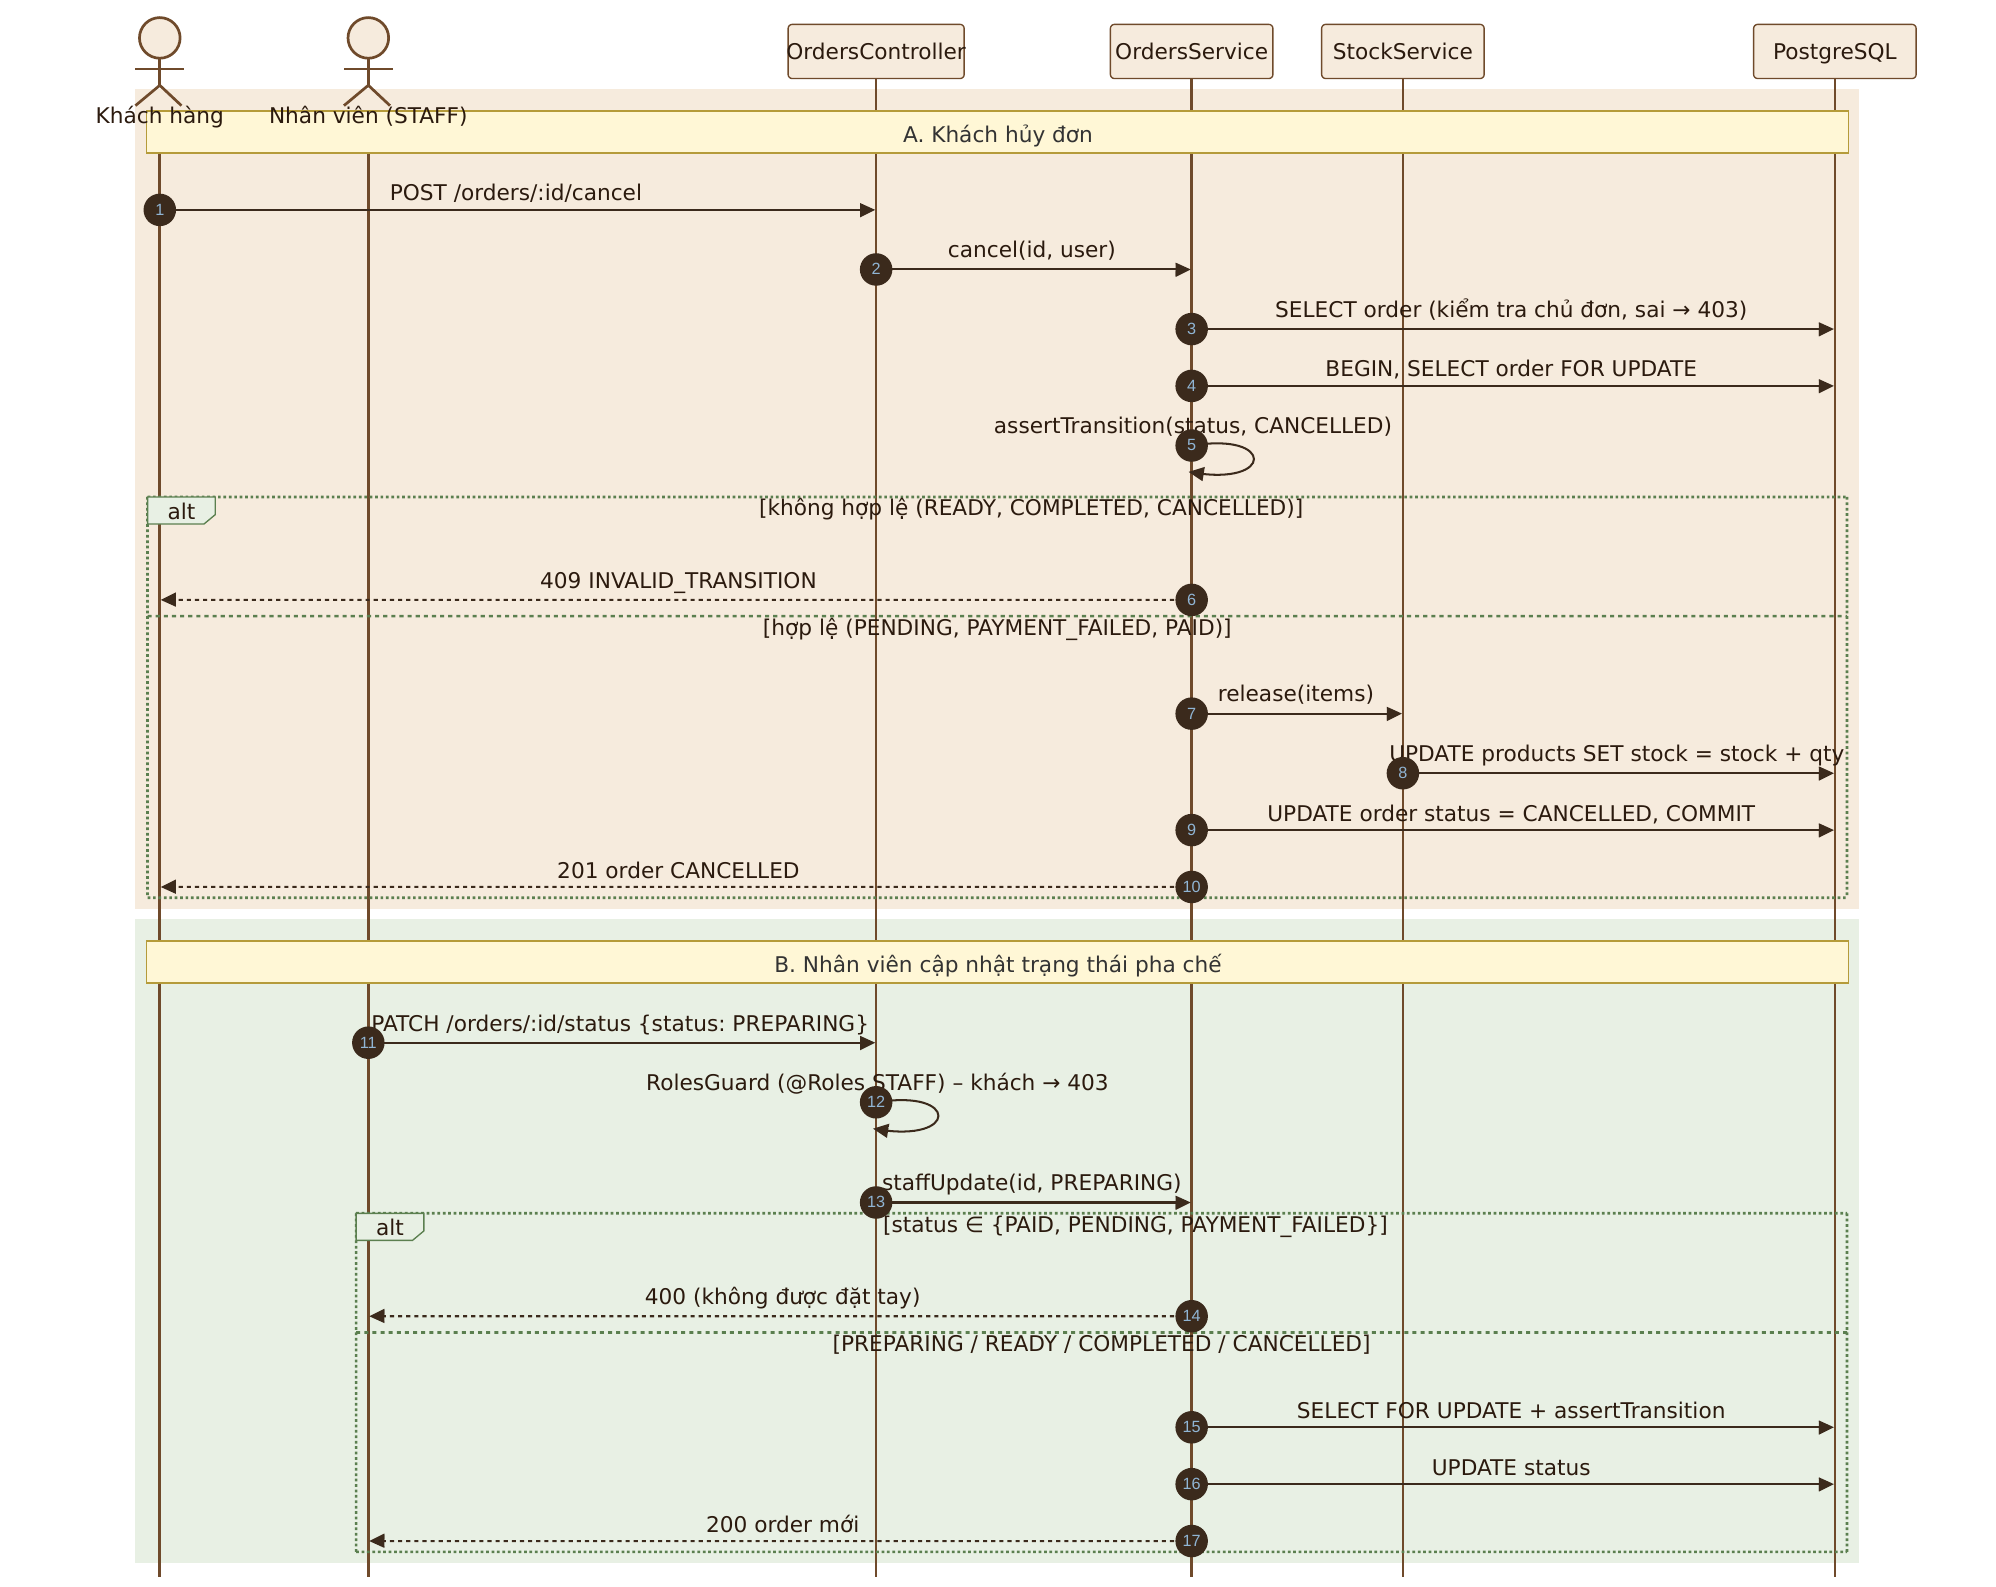 OrdersController
OrdersService
StockService
PostgreSQL
Khách hàng
Nhân viên (STAFF)
A. Khách hủy đơn
POST /orders/:id/cancel
1
cancel(id, user)
2
SELECT order (kiểm tra chủ đơn, sai → 403)
3
BEGIN, SELECT order FOR UPDATE
4
assertTransition(status, CANCELLED)
5
alt
[không hợp lệ (READY, COMPLETED, CANCELLED)]
409 INVALID_TRANSITION
6
[hợp lệ (PENDING, PAYMENT_FAILED, PAID)]
release(items)
7
UPDATE products SET stock = stock + qty
8
UPDATE order status = CANCELLED, COMMIT
9
201 order CANCELLED
10
B. Nhân viên cập nhật trạng thái pha chế
PATCH /orders/:id/status {status: PREPARING}
11
RolesGuard (@Roles STAFF) – khách → 403
12
staffUpdate(id, PREPARING)
13
alt
[status ∈ {PAID, PENDING, PAYMENT_FAILED}]
400 (không được đặt tay)
14
[PREPARING / READY / COMPLETED / CANCELLED]
SELECT FOR UPDATE + assertTransition
15
UPDATE status
16
200 order mới
17